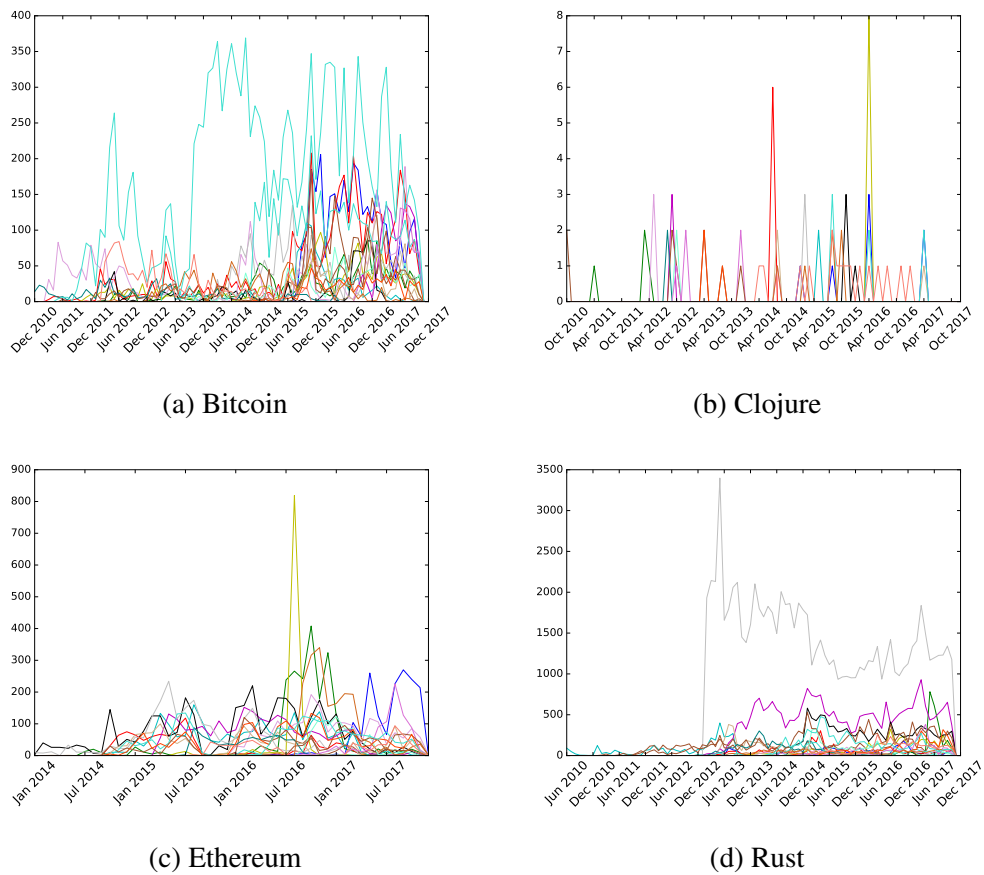 400
350
300
250
200
150
100
50
0
Dec 2010
Jun 2011
Dec 2011
Jun 2012
Dec 2012
Jun 2013
Dec 2013
Jun 2014
Dec 2014
Jun 2015
Dec 2015
Jun 2016
Dec 2016
Jun 2017
Dec 2017
(a) Bitcoin
8
7
6
5
4
3
2
1
0
Oct 2010
Apr 2011
Oct 2011
Apr 2012
Oct 2012
Apr 2013
Oct 2013
Apr 2014
Oct 2014
Apr 2015
Oct 2015
Apr 2016
Oct 2016
Apr 2017
Oct 2017
(b) Clojure
900
800
700
600
500
400
300
200
100
0
Jan 2014
Jul 2014
Jan 2015
Jul 2015
Jan 2016
Jul 2016
Jan 2017
Jul 2017
(c) Ethereum
3500
3000
2500
2000
1500
1000
500
0
Jun 2010
Dec 2010
Jun 2011
Dec 2011
Jun 2012
Dec 2012
Jun 2013
Dec 2013
Jun 2014
Dec 2014
Jun 2015
Dec 2015
Jun 2016
Dec 2016
Jun 2017
Dec 2017
(d) Rust